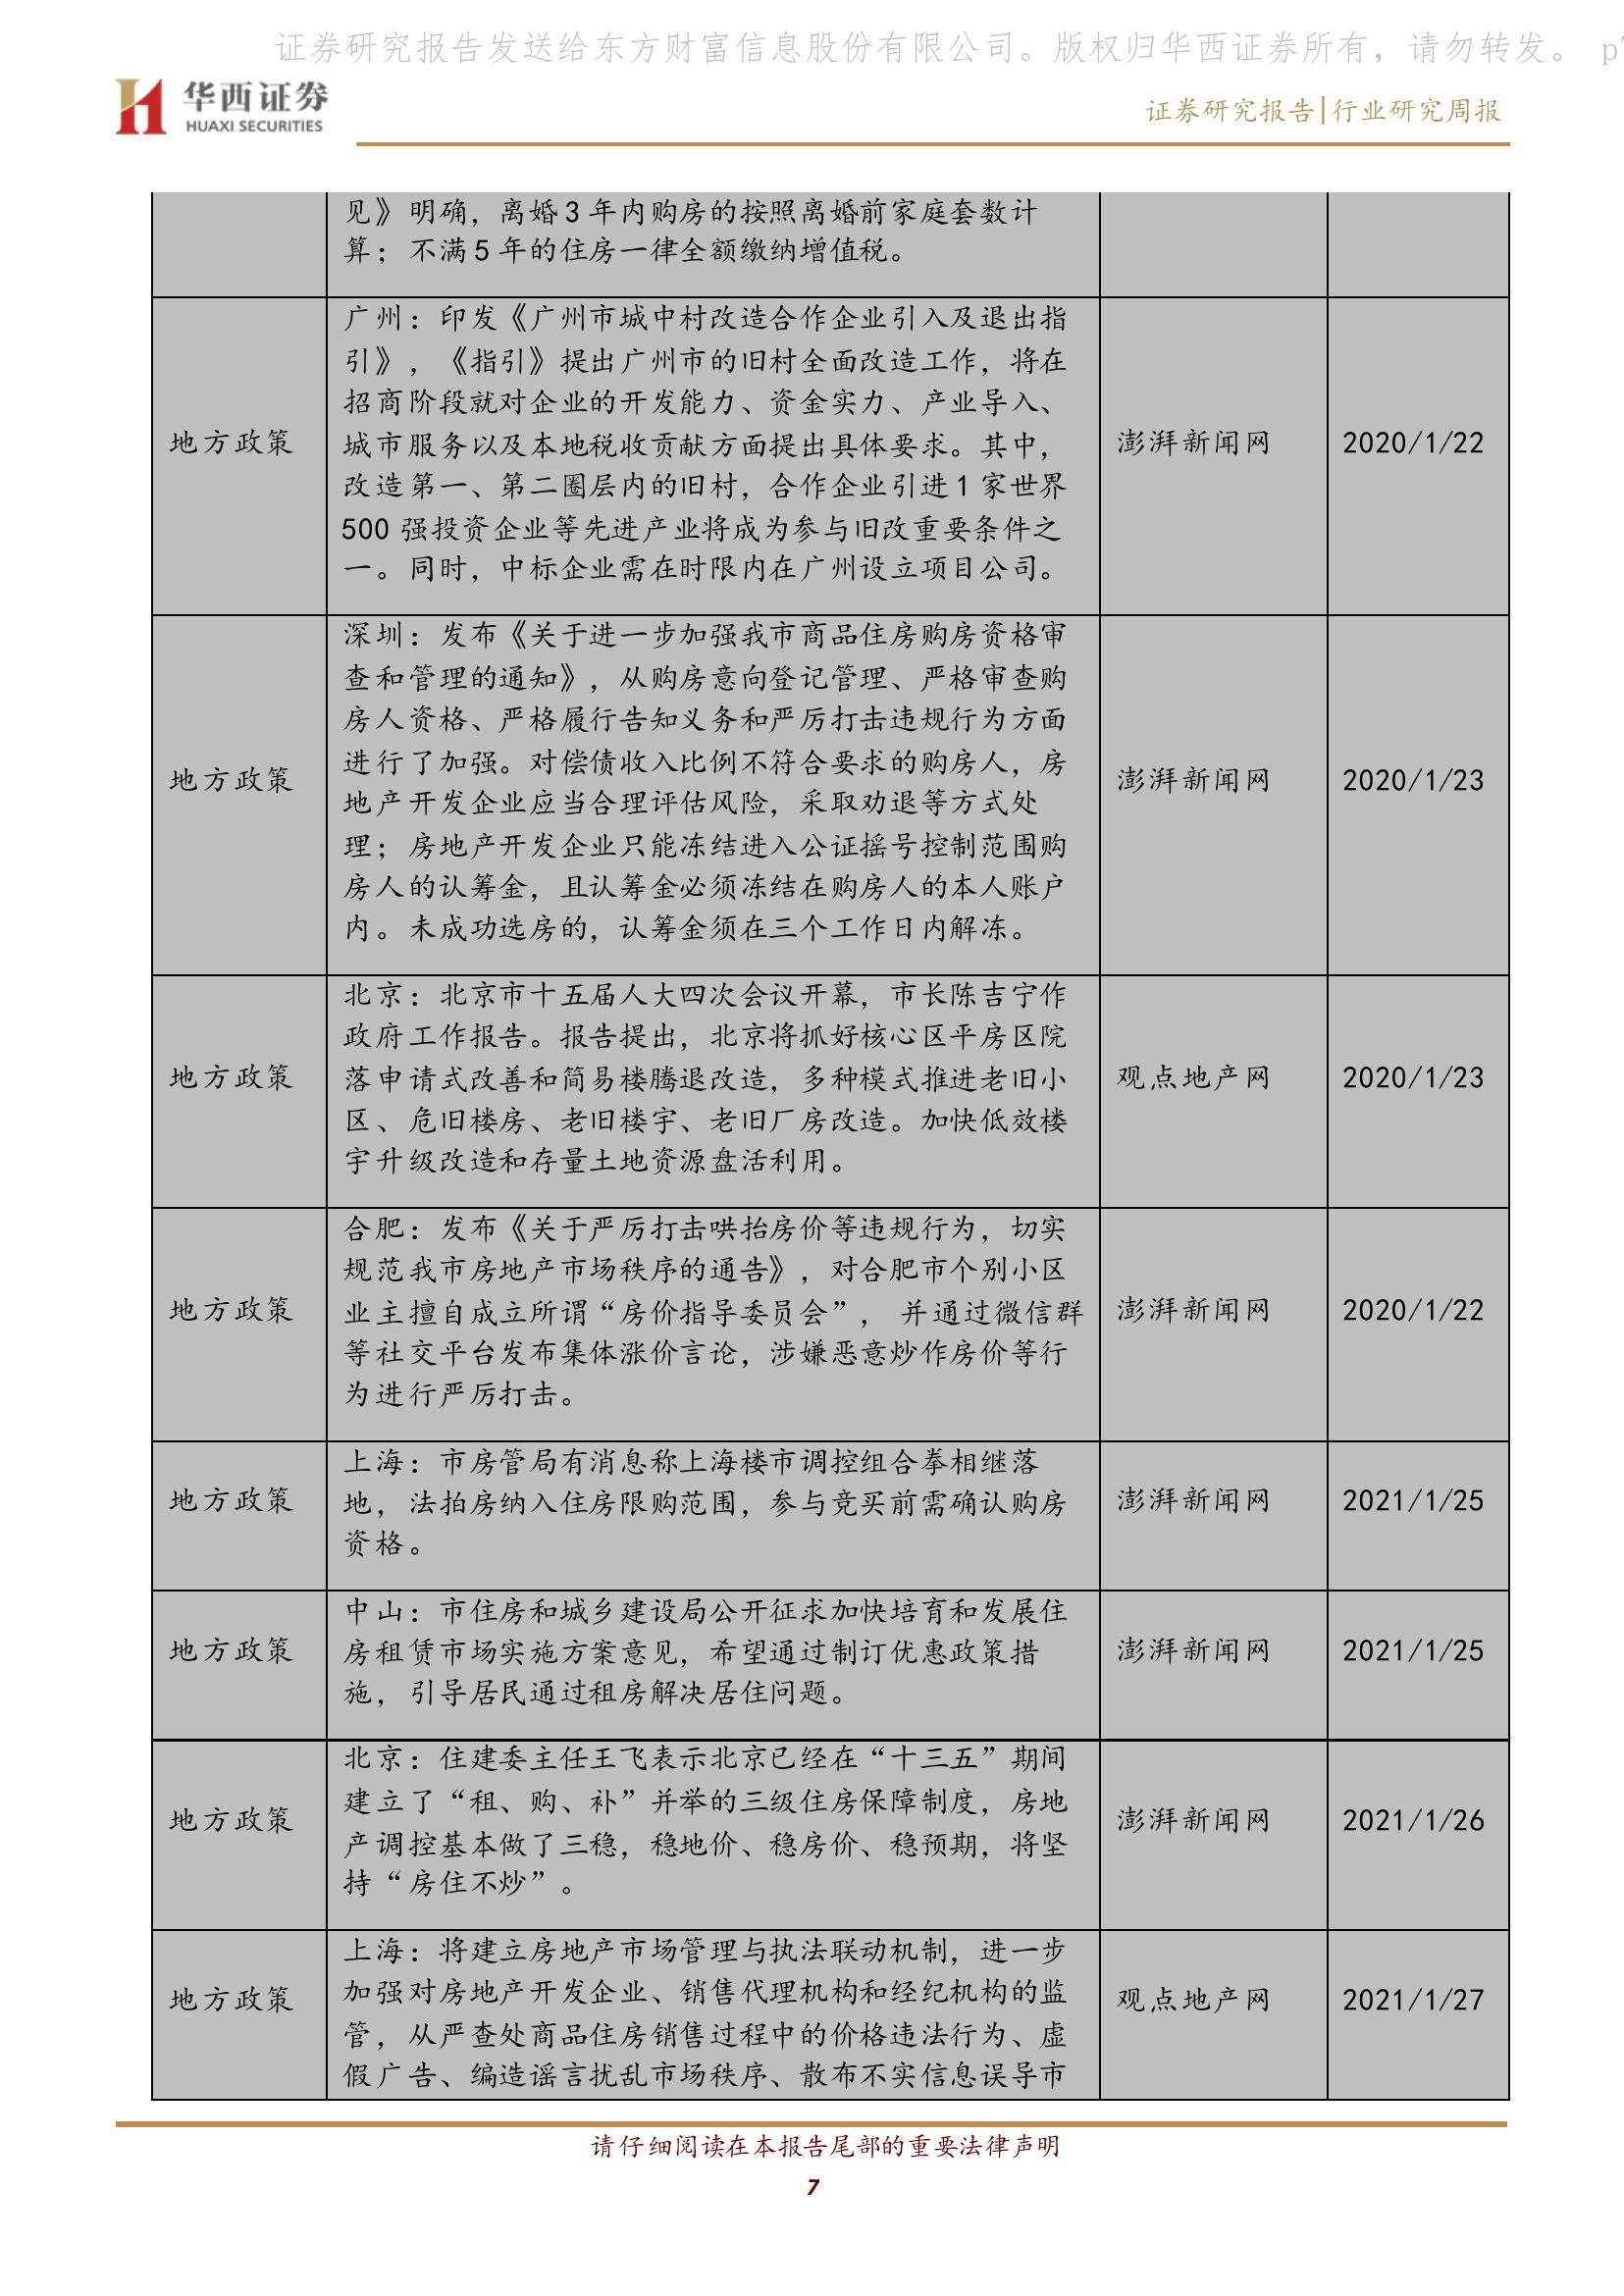 证券研究报告发送给东方财富信息股份有限公司。版权归华西证券所有，请勿转发。 p
华西证券
HUAXI SECURITIES
证券研究报告|行业研究周报
见》明确，离婚 3 年内购房的按照离婚前家庭套数计
算；不满 5 年的住房一律全额缴纳增值税。
地方政策
广州：印发《广州市城中村改造合作企业引入及退出指
引》，《指引》提出广州市的旧村全面改造工作，将在
招商阶段就对企业的开发能力、资金实力、产业导入、
城市服务以及本地税收贡献方面提出具体要求。其中，
改造第一、第二圈层内的旧村，合作企业引进 1 家世界
500 强投资企业等先进产业将成为参与旧改重要条件之
一。同时，中标企业需在时限内在广州设立项目公司。
澎湃新闻网
2020/1/22
地方政策
深圳：发布《关于进一步加强我市商品住房购房资格审
查和管理的通知》，从购房意向登记管理、严格审查购
房人资格、严格履行告知义务和严厉打击违规行为方面
进行了加强。对偿债收入比例不符合要求的购房人，房
地产开发企业应当合理评估风险，采取劝退等方式处
理；房地产开发企业只能冻结进入公证摇号控制范围购
房人的认筹金，且认筹金必须冻结在购房人的本人账户
内。未成功选房的，认筹金须在三个工作日内解冻。
澎湃新闻网
2020/1/23
地方政策
北京：北京市十五届人大四次会议开幕，市长陈吉宁作
政府工作报告。报告提出，北京将抓好核心区平房区院
落申请式改善和简易楼腾退改造，多种模式推进老旧小
区、危旧楼房、老旧楼宇、老旧厂房改造。加快低效楼
宇升级改造和存量土地资源盘活利用。
观点地产网
2020/1/23
地方政策
合肥：发布《关于严厉打击哄抬房价等违规行为，切实
规范我市房地产市场秩序的通告》，对合肥市个别小区
业主擅自成立所谓“房价指导委员会”， 并通过微信群
等社交平台发布集体涨价言论，涉嫌恶意炒作房价等行
为进行严厉打击。
澎湃新闻网
2020/1/22
地方政策
上海：市房管局有消息称上海楼市调控组合拳相继落
地，法拍房纳入住房限购范围，参与竞买前需确认购房
资格。
澎湃新闻网
2021/1/25
地方政策
中山：市住房和城乡建设局公开征求加快培育和发展住
房租赁市场实施方案意见，希望通过制订优惠政策措
施，引导居民通过租房解决居住问题。
澎湃新闻网
2021/1/25
地方政策
北京：住建委主任王飞表示北京已经在“十三五”期间
建立了“租、购、补”并举的三级住房保障制度，房地
产调控基本做了三稳，稳地价、稳房价、稳预期，将坚
持“房住不炒”。
澎湃新闻网
2021/1/26
地方政策
上海：将建立房地产市场管理与执法联动机制，进一步
加强对房地产开发企业、销售代理机构和经纪机构的监
管，从严查处商品住房销售过程中的价格违法行为、虚
假广告、编造谣言扰乱市场秩序、散布不实信息误导市
观点地产网
2021/1/27
请仔细阅读在本报告尾部的重要法律声明
7